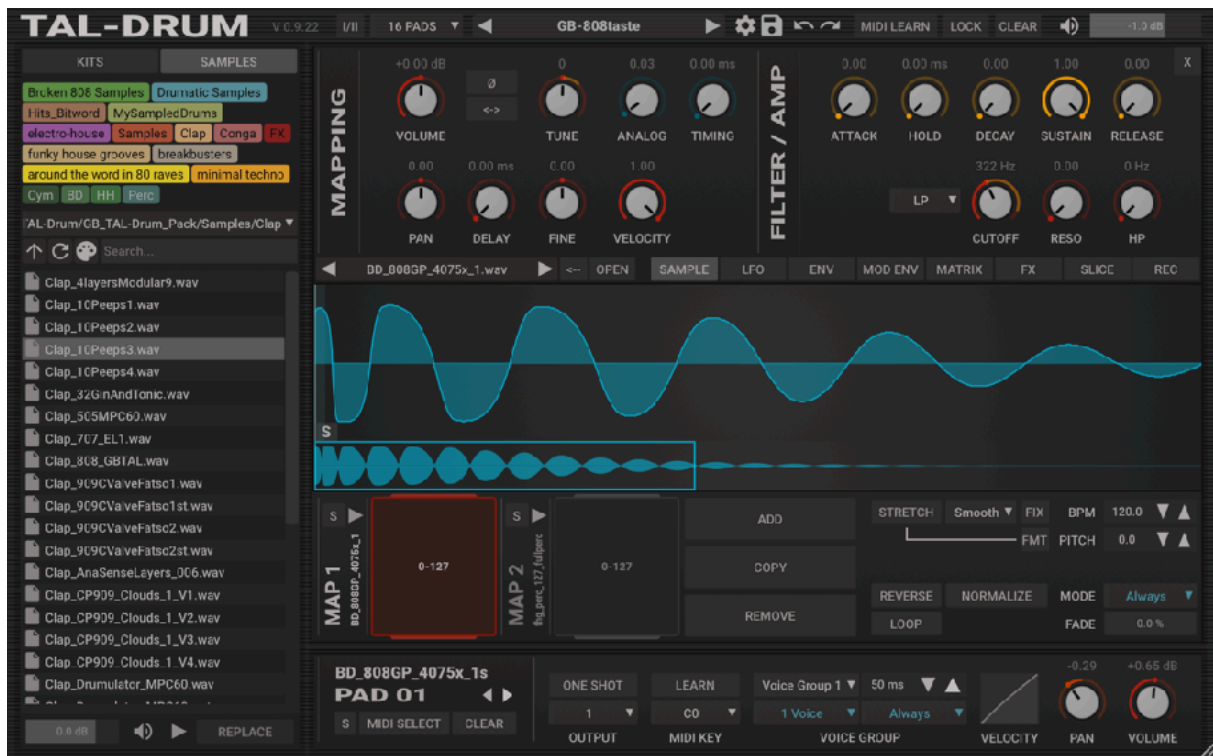 TAL-DRUM V 0.9.22 I/II 16 PADS GB-808taste MIDI LEARN LOCK CLEAR -1.0 dB
KITS SAMPLES
Broken 808 Samples Drumatic Samples
Hits_Bitword MySampledDrums
electro-house Samples Clap Conga FX
funky house grooves breakbusters
around the word in 80 raves minimal techno
Cym BD HH Perc
TAL-Drum/GB_TAL-Drum_Pack/Samples/Clap
Search...
Clap_4layersModular9.wav
Clap_10Peeps1.wav
Clap_10Peeps2.wav
Clap_10Peeps3.wav
Clap_10Peeps4.wav
Clap_32GinAndTonic.wav
Clap_505MPC60.wav
Clap_707_EL1.wav
Clap_808_GBTAL.wav
Clap_909CValveFatso1.wav
Clap_909CValveFatso1st.wav
Clap_909CValveFatso2.wav
Clap_909CValveFatso2st.wav
Clap_AnaSenseLayers_006.wav
Clap_CP909_Clouds_1_V1.wav
Clap_CP909_Clouds_1_V2.wav
Clap_CP909_Clouds_1_V3.wav
Clap_CP909_Clouds_1_V4.wav
Clap_Drumulator_MPC60.wav
0.0 dB REPLACE
MAPPING
+0.00 dB Ø 0 0.03 0.00 ms
<->
VOLUME TUNE ANALOG TIMING
0.00 0.00 ms 0.00 1.00
PAN DELAY FINE VELOCITY
FILTER / AMP
0.00 0.00 ms 0.00 1.00 0.00 X
ATTACK HOLD DECAY SUSTAIN RELEASE
322 Hz 0.00 0 Hz
LP
CUTOFF RESO HP
BD_808GP_4075x_1.wav <-- OPEN SAMPLE LFO ENV MOD ENV MATRIX FX SLICE REC
S
MAP 1
S
BD_808GP_4075x_1
0-127
MAP 2
S
fhg_perc_127_fullperc
0-127
ADD
COPY
REMOVE
STRETCH Smooth FIX BPM 120.0
FMT PITCH 0.0
REVERSE NORMALIZE MODE Always
LOOP FADE 0.0 %
BD_808GP_4075x_1s
PAD 01
S MIDI SELECT CLEAR
ONE SHOT LEARN Voice Group 1 50 ms -0.29 +0.65 dB
1 C0 1 Voice Always
OUTPUT MIDI KEY VOICE GROUP VELOCITY PAN VOLUME